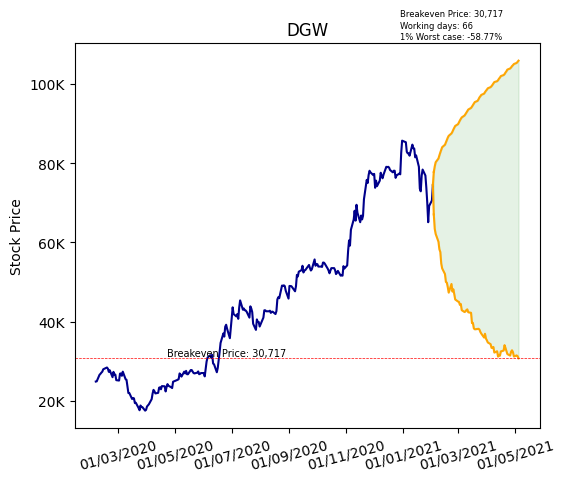 Breakeven Price: 30,717
Working days: 66
1% Worst case: -58.77%
DGW
Stock Price
100K
80K
60K
40K
20K
Breakeven Price: 30,717
01/03/2020
01/05/2020
01/07/2020
01/09/2020
01/11/2020
01/01/2021
01/03/2021
01/05/2021